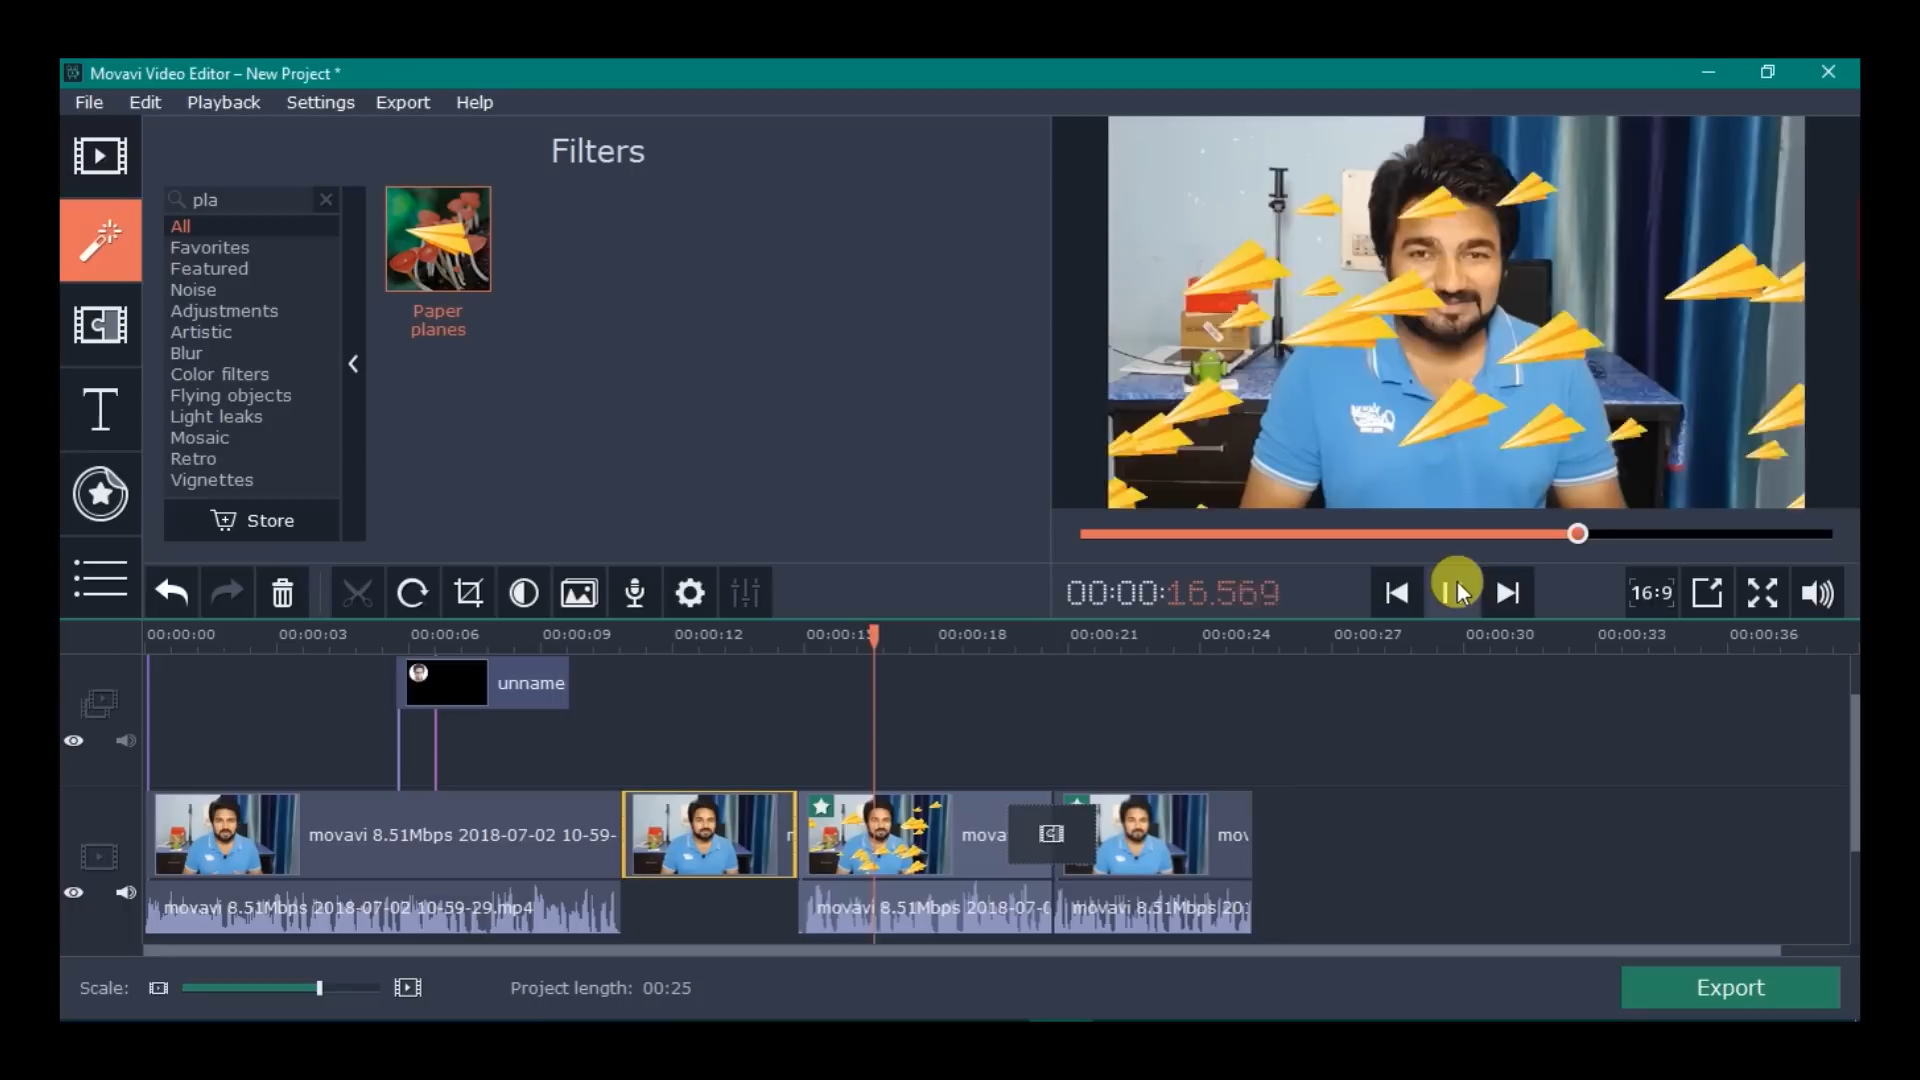 Movavi Video Editor – New Project *
File Edit Playback Settings Export Help
Filters
pla
All
Favorites
Featured
Noise
Adjustments
Artistic
Blur
Color filters
Flying objects
Light leaks
Mosaic
Retro
Vignettes
Store
Paper
planes
00:00:16.569
16:9
00:00:00 00:00:03 00:00:06 00:00:09 00:00:12 00:00:15 00:00:18 00:00:21 00:00:24 00:00:27 00:00:30 00:00:33 00:00:36
unname
movavi 8.51Mbps 2018-07-02 10-59-
mova
mov
movavi 8.51Mbps 2018-07-02 10-59-29.mp4
movavi 8.51Mbps 2018-07-0
movavi 8.51Mbps 20
Scale:
Project length: 00:25
Export